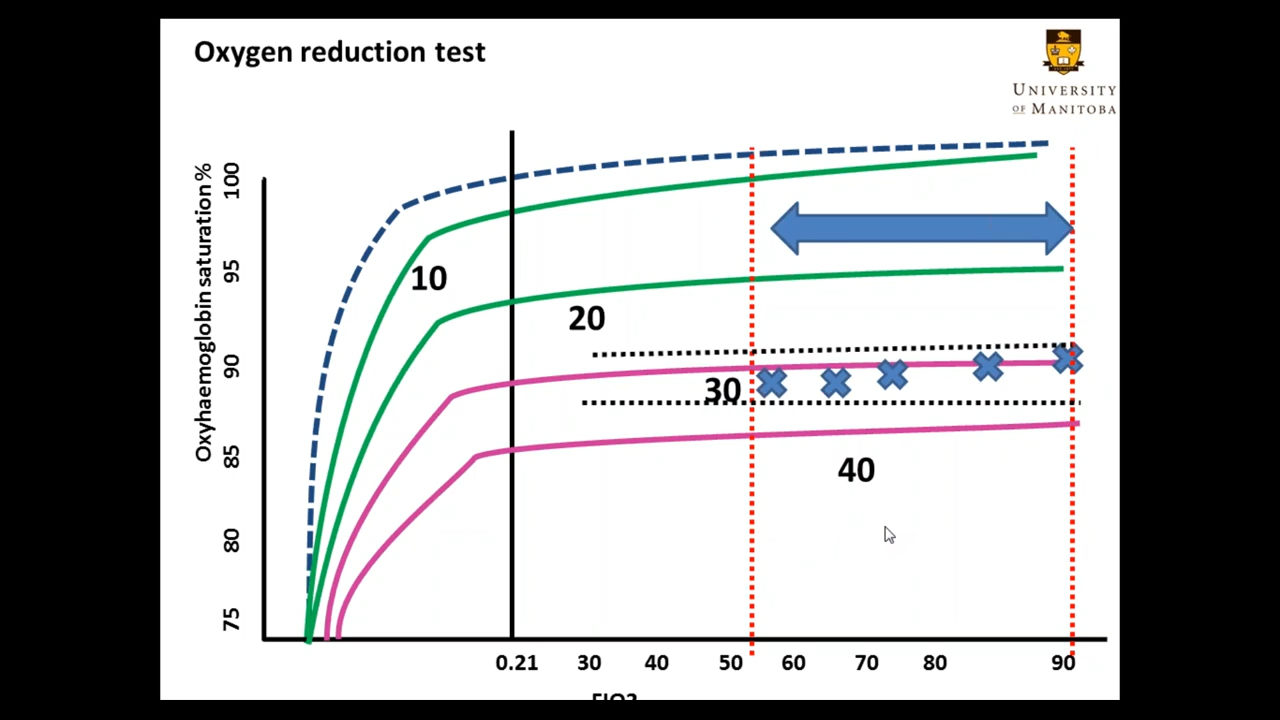 Oxygen reduction test
UNIVERSITY
OF MANITOBA
Oxyhaemoglobin saturation %
100
95
90
85
80
75
10
20
30
40
0.21 30 40 50 60 70 80 90
FIO2